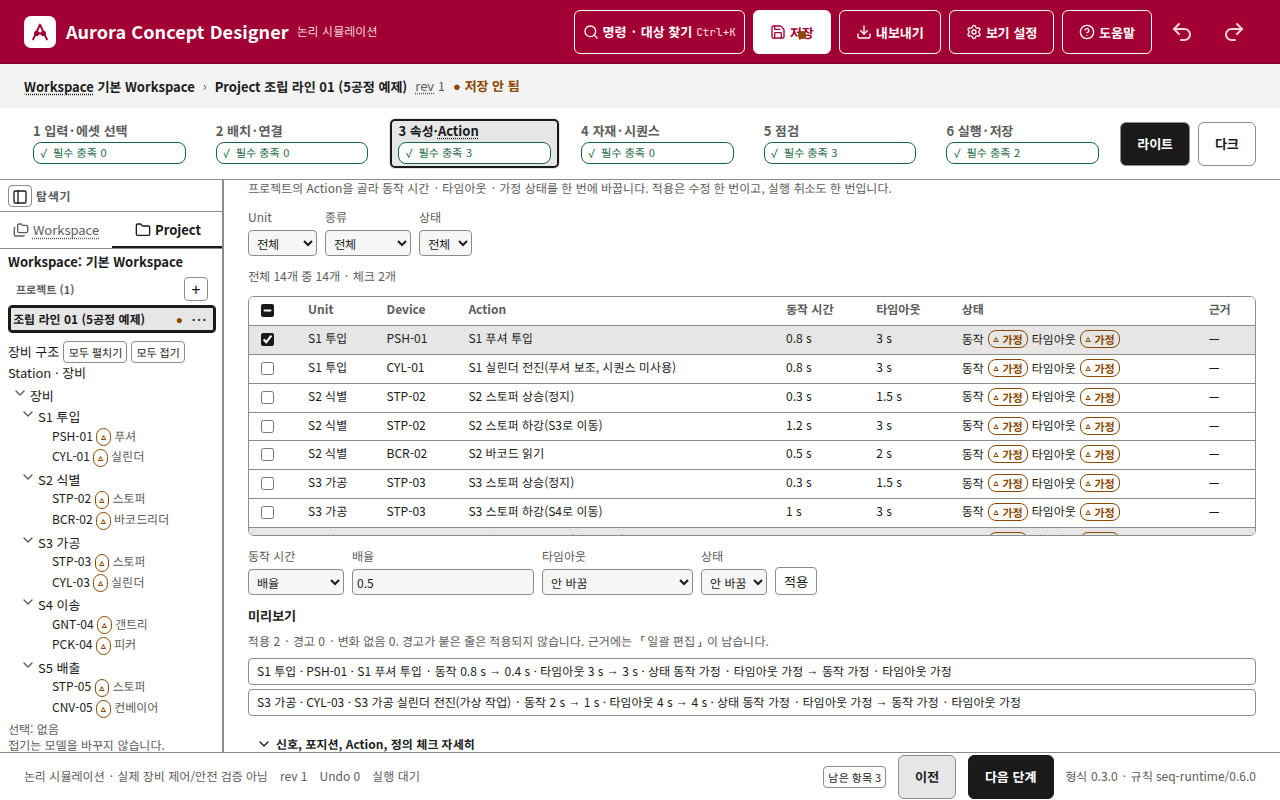 Aurora Concept Designer 논리 시뮬레이션 명령 · 대상 찾기 Ctrl+K 내보내기 보기 설정 도움말
Workspace 기본 Workspace › Project 조립 라인 01 (5공정 예제) rev 1 ● 저장 안 됨
1 입력·에셋 선택 2 배치·연결 3 속성·Action 4 자재·시퀀스 5 점검 6 실행·저장
✓ 필수 충족 0 ✓ 필수 충족 0 ✓ 필수 충족 3 ✓ 필수 충족 0 ✓ 필수 충족 3 ✓ 필수 충족 2
라이트 다크
탐색기
Workspace Project
Workspace: 기본 Workspace
프로젝트 (1) +
조립 라인 01 (5공정 예제) ● ···
장비 구조 모두 펼치기 모두 접기
Station · 장비
장비
S1 투입
PSH-01 푸셔
CYL-01 실린더
S2 식별
STP-02 스토퍼
BCR-02 바코드리더
S3 가공
STP-03 스토퍼
CYL-03 실린더
S4 이송
GNT-04 갠트리
PCK-04 피커
S5 배출
STP-05 스토퍼
CNV-05 컨베이어
선택: 없음
접기는 모델을 바꾸지 않습니다.
프로젝트의 Action을 골라 동작 시간 · 타임아웃 · 가정 상태를 한 번에 바꿉니다. 적용은 수정 한 번이고, 실행 취소도 한 번입니다.
Unit 종류 상태
전체 전체 전체
전체 14개 중 14개 · 체크 2개
Unit Device Action 동작 시간 타임아웃 상태 근거
S1 투입 PSH-01 S1 푸셔 투입 0.8 s 3 s 동작 ▵ 가정 타임아웃 ▵ 가정 —
S1 투입 CYL-01 S1 실린더 전진(푸셔 보조, 시퀀스 미사용) 0.8 s 3 s 동작 ▵ 가정 타임아웃 ▵ 가정 —
S2 식별 STP-02 S2 스토퍼 상승(정지) 0.3 s 1.5 s 동작 ▵ 가정 타임아웃 ▵ 가정 —
S2 식별 STP-02 S2 스토퍼 하강(S3로 이동) 1.2 s 3 s 동작 ▵ 가정 타임아웃 ▵ 가정 —
S2 식별 BCR-02 S2 바코드 읽기 0.5 s 2 s 동작 ▵ 가정 타임아웃 ▵ 가정 —
S3 가공 STP-03 S3 스토퍼 상승(정지) 0.3 s 1.5 s 동작 ▵ 가정 타임아웃 ▵ 가정 —
S3 가공 STP-03 S3 스토퍼 하강(S4로 이동) 1 s 3 s 동작 ▵ 가정 타임아웃 ▵ 가정 —
동작 시간 배율 타임아웃 상태
배율 0.5 안 바꿈 안 바꿈 적용
미리보기
적용 2 · 경고 0 · 변화 없음 0. 경고가 붙은 줄은 적용되지 않습니다. 근거에는 「일괄 편집」이 남습니다.
S1 투입 · PSH-01 · S1 푸셔 투입 · 동작 0.8 s → 0.4 s · 타임아웃 3 s → 3 s · 상태 동작 가정 · 타임아웃 가정 → 동작 가정 · 타임아웃 가정
S3 가공 · CYL-03 · S3 가공 실린더 전진(가상 작업) · 동작 2 s → 1 s · 타임아웃 4 s → 4 s · 상태 동작 가정 · 타임아웃 가정 → 동작 가정 · 타임아웃 가정
신호, 포지션, Action, 정의 체크 자세히
논리 시뮬레이션 · 실제 장비 제어/안전 검증 아님 rev 1 Undo 0 실행 대기 남은 항목 3 이전 다음 단계 형식 0.3.0 · 규칙 seq-runtime/0.6.0